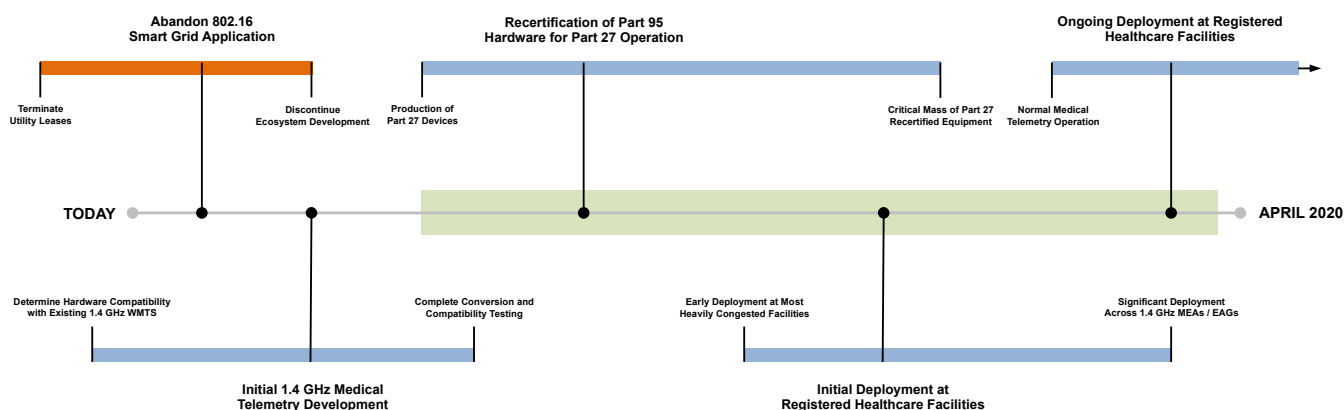 Abandon 802.16
Smart Grid Application
Recertification of Part 95
Hardware for Part 27 Operation
Ongoing Deployment at Registered
Healthcare Facilities
Terminate
Utility Leases
Discontinue
Ecosystem Development
Production of
Part 27 Devices
Critical Mass of Part 27
Recertified Equipment
Normal Medical
Telemetry Operation
TODAY
APRIL 2020
Determine Hardware Compatibility
with Existing 1.4 GHz WMTS
Complete Conversion and
Compatibility Testing
Early Deployment at Most
Heavily Congested Facilities
Significant Deployment
Across 1.4 GHz MEAs / EAGs
Initial 1.4 GHz Medical
Telemetry Development
Initial Deployment at
Registered Healthcare Facilities